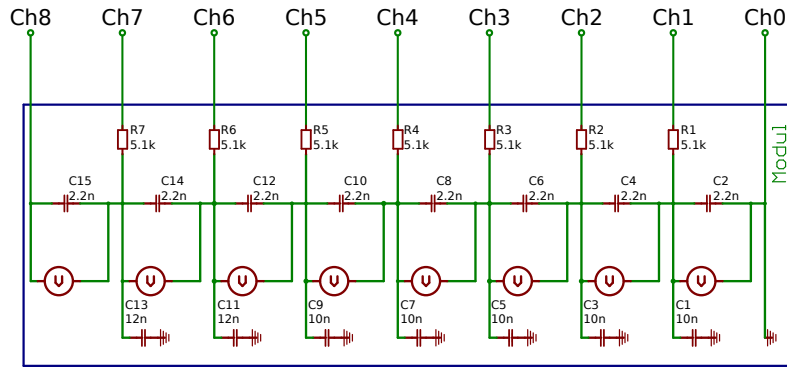 Ch8 Ch7 Ch6 Ch5 Ch4 Ch3 Ch2 Ch1 Ch0
R7 R6 R5 R4 R3 R2 R1
5.1k 5.1k 5.1k 5.1k 5.1k 5.1k 5.1k
Modul
C15 C14 C12 C10 C8 C6 C4 C2
2.2n 2.2n 2.2n 2.2n 2.2n 2.2n 2.2n 2.2n
V V V V V V V V
C13 C11 C9 C7 C5 C3 C1
12n 12n 10n 10n 10n 10n 10n